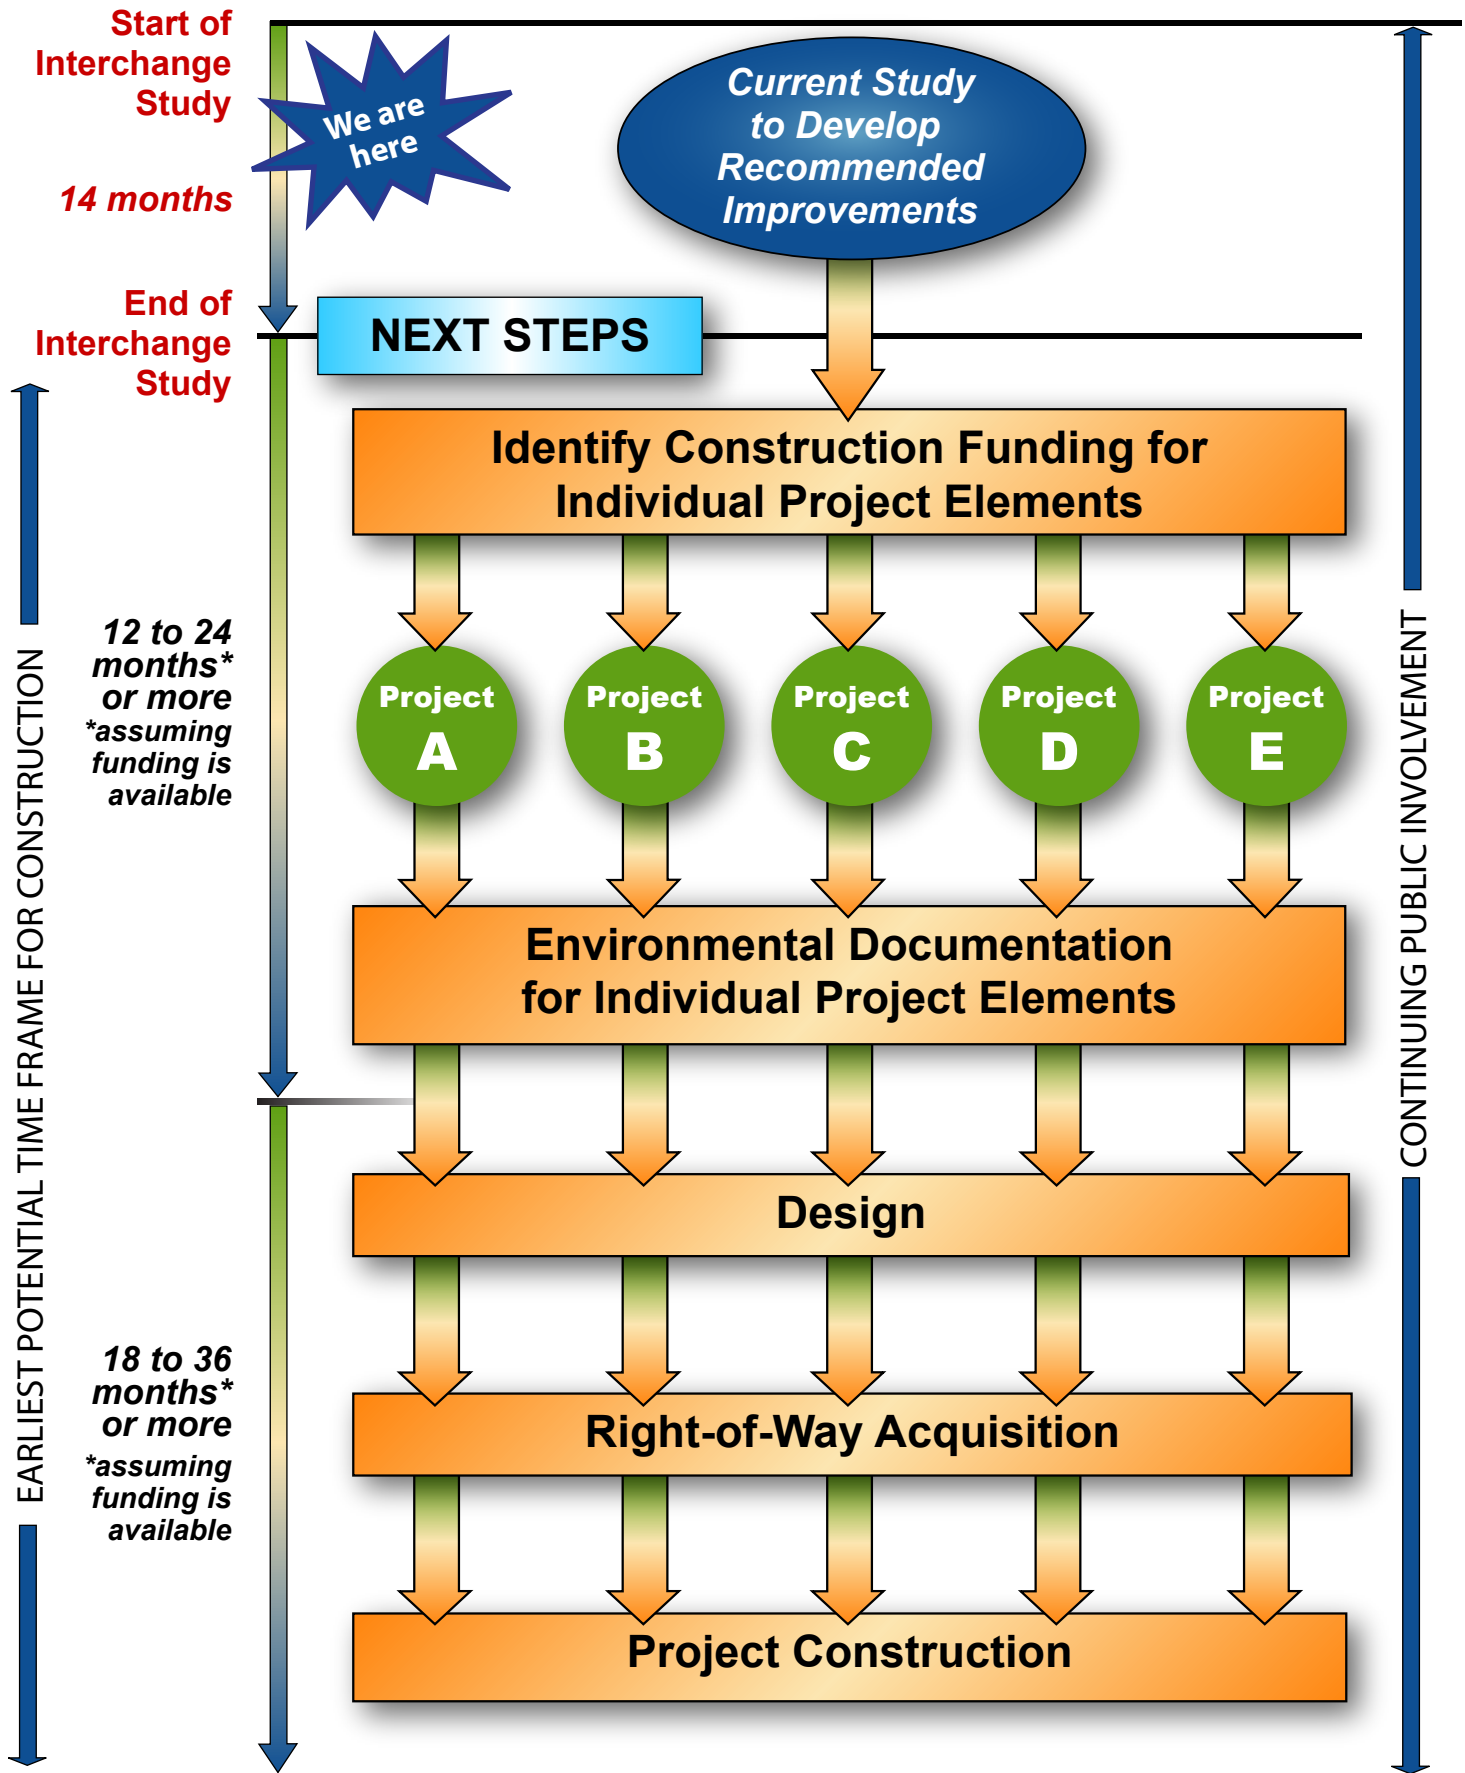 Start of
Interchange
Study
We are
here
Current Study
to Develop
Recommended
Improvements
14 months
End of
Interchange
Study
NEXT STEPS
Identify Construction Funding for
Individual Project Elements
12 to 24
months*
or more
*assuming
funding is
available
Project
A
Project
B
Project
C
Project
D
Project
E
Environmental Documentation
for Individual Project Elements
Design
18 to 36
months*
or more
*assuming
funding is
available
Right-of-Way Acquisition
Project Construction
EARLIEST POTENTIAL TIME FRAME FOR CONSTRUCTION
CONTINUING PUBLIC INVOLVEMENT